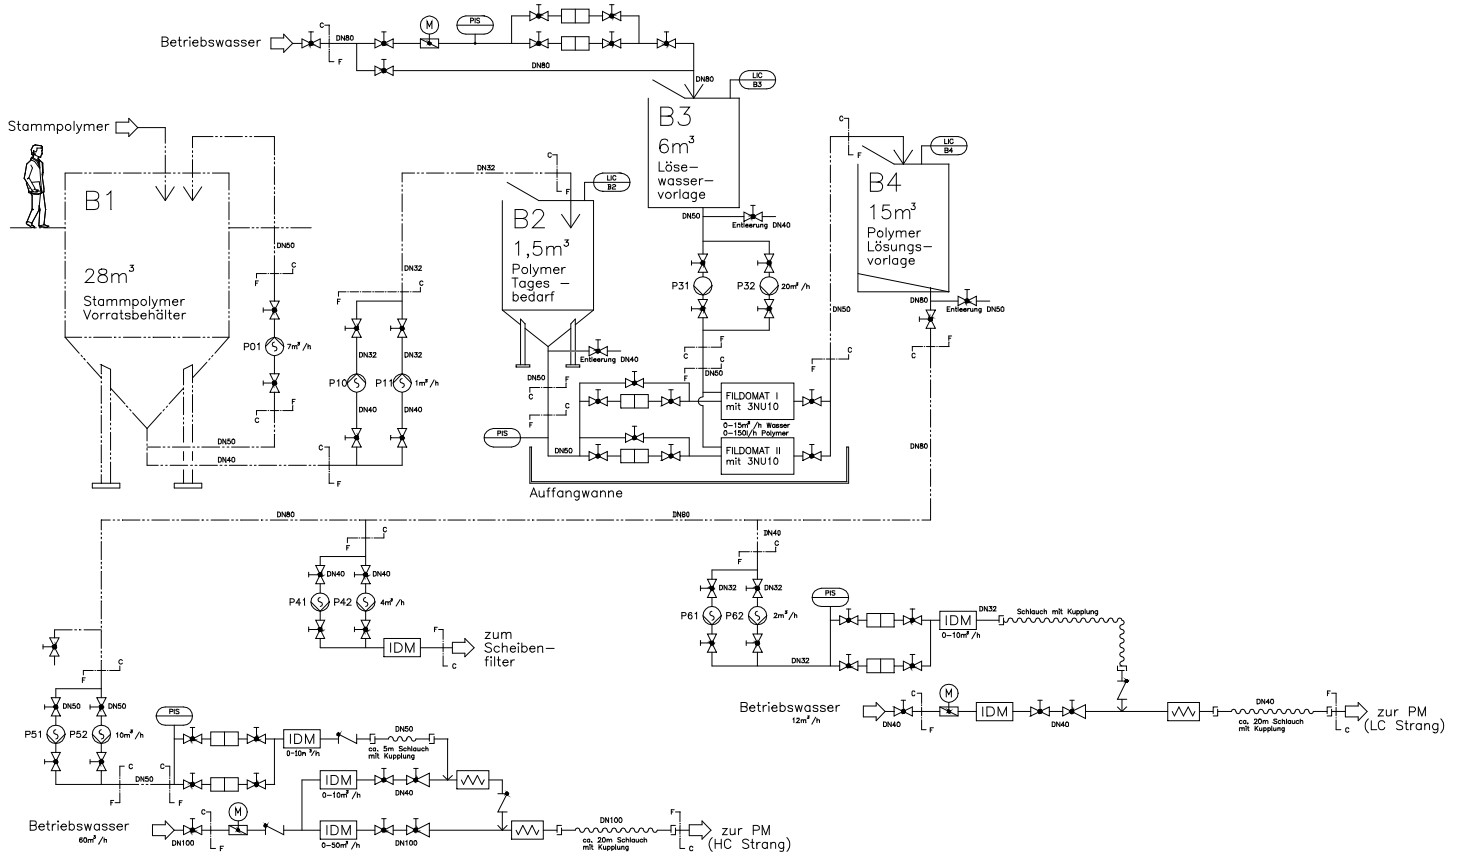 C
M
PIS
Betriebswasser
DN80
F
DN80
DN80
LIC
B3
B3
6m³
Löse-
wasser-
vorlage
Stammpolymer
B1
28m³
Stammpolymer
Vorratsbehälter
DN50
C
F
P01
7m³/h
F
C
DN50
DN40
C
F
DN32
C
F
DN32
C
F
DN32
DN32
P10
P11
1m³/h
DN40
DN40
LIC
B2
B2
1,5m³
Polymer
Tages-
bedarf
Entleerung DN40
DN50
F
C
F
C
PIS
DN50
DN50
Entleerung DN40
P31
P32
20m³/h
F
C
C
F
DN50
FILDOMAT I
mit 3NU10
0-15m³/h Wasser
0-150l/h Polymer
FILDOMAT II
mit 3NU10
Auffangwanne
C
F
LIC
B4
B4
15m³
Polymer
Lösungs-
vorlage
DN50
C
F
DN80
Entleerung DN50
C
F
DN80
DN80
DN80
C
F
DN40
DN40
P41
P42
4m³/h
IDM
F
C
zum
Scheiben-
filter
DN40
C
F
DN32
DN32
P61
P62
2m³/h
DN32
PIS
IDM
0-10m³/h
DN32
Schlauch mit Kupplung
Betriebswasser
12m³/h
DN40
C
F
M
IDM
DN40
DN40
ca. 20m Schlauch
mit Kupplung
F
C
zur PM
(LC Strang)
C
F
DN50
DN50
P51
P52
10m³/h
C
F
DN50
C
F
PIS
IDM
0-10m³/h
DN50
ca. 5m Schlauch
mit Kupplung
IDM
0-10m³/h
DN40
Betriebswasser
60m³/h
DN100
C
F
M
IDM
0-50m³/h
DN100
DN100
ca. 20m Schlauch
mit Kupplung
F
C
zur PM
(HC Strang)